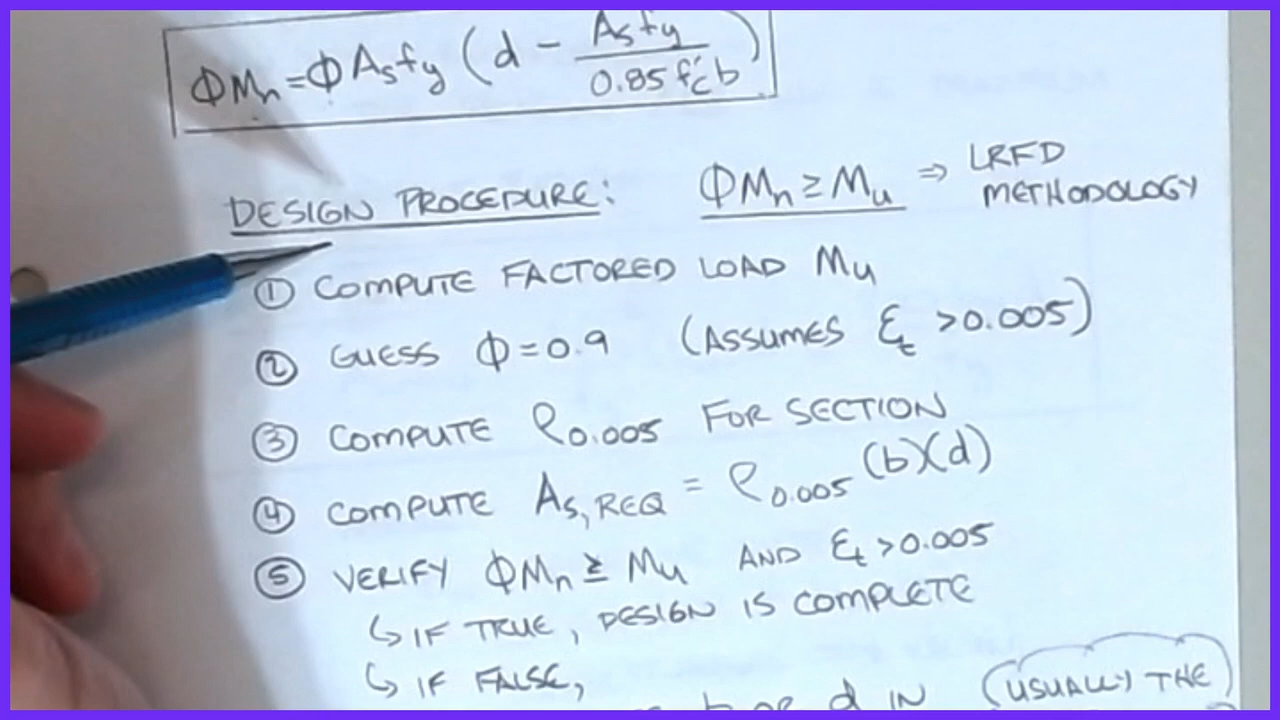 ΦMn = ΦAsfy (d - Asfy / 0.85f'c b)
DESIGN PROCEDURE: ΦMn ≥ Mu ⇒ LRFD METHODOLOGY
① COMPUTE FACTORED LOAD Mu
② GUESS Φ = 0.9 (ASSUMES εt > 0.005)
③ COMPUTE ρ0.005 FOR SECTION
④ COMPUTE As,REQ = ρ0.005 (b)(d)
⑤ VERIFY ΦMn ≥ Mu AND εt > 0.005
↳ IF TRUE, DESIGN IS COMPLETE
↳ IF FALSE,
b or d IN (USUALLY THE